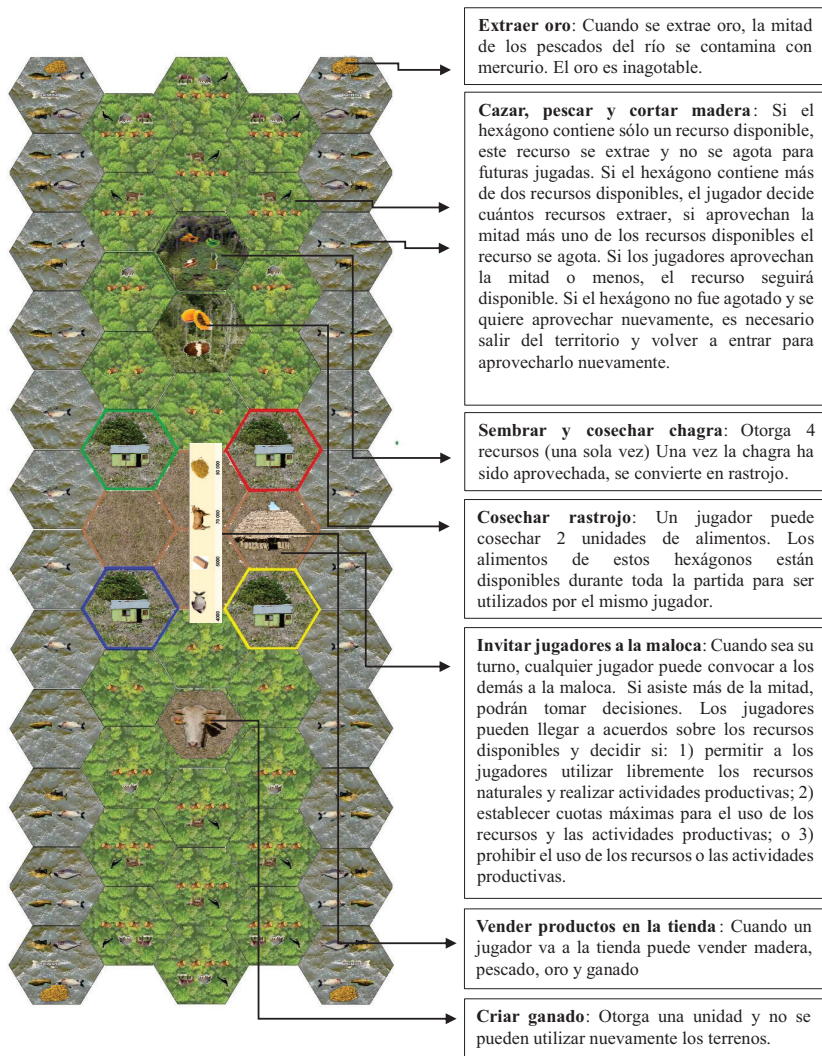 Extraer oro: Cuando se extrae oro, la mitad
de los pescados del río se contamina con
mercurio. El oro es inagotable.
Cazar, pescar y cortar madera: Si el
hexágono contiene sólo un recurso disponible,
este recurso se extrae y no se agota para
futuras jugadas. Si el hexágono contiene más
de dos recursos disponibles, el jugador decide
cuántos recursos extraer, si aprovechan la
mitad más uno de los recursos disponibles el
recurso se agota. Si los jugadores aprovechan
la mitad o menos, el recurso seguirá
disponible. Si el hexágono no fue agotado y se
quiere aprovechar nuevamente, es necesario
salir del territorio y volver a entrar para
aprovecharlo nuevamente.
Sembrar y cosechar chagra: Otorga 4
recursos (una sola vez) Una vez la chagra ha
sido aprovechada, se convierte en rastrojo.
Cosechar rastrojo: Un jugador puede
cosechar 2 unidades de alimentos. Los
alimentos de estos hexágonos están
disponibles durante toda la partida para ser
utilizados por el mismo jugador.
Invitar jugadores a la maloca: Cuando sea su
turno, cualquier jugador puede convocar a los
demás a la maloca. Si asiste más de la mitad,
podrán tomar decisiones. Los jugadores
pueden llegar a acuerdos sobre los recursos
disponibles y decidir si: 1) permitir a los
jugadores utilizar libremente los recursos
naturales y realizar actividades productivas; 2)
establecer cuotas máximas para el uso de los
recursos y las actividades productivas; o 3)
prohibir el uso de los recursos o las actividades
productivas.
Vender productos en la tienda: Cuando un
jugador va a la tienda puede vender madera,
pescado, oro y ganado
Criar ganado: Otorga una unidad y no se
pueden utilizar nuevamente los terrenos.
70 000
4000